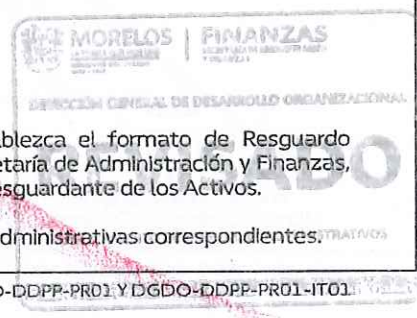 MORELOS | FINANZAS
DIRECCIÓN GENERAL DE DESARROLLO ORGANIZACIONAL
ablezca el formato de Resguardo
etaría de Administración y Finanzas,
esguardante de los Activos.
REVISADO
dministrativas correspondientes.
O-DDPP-PR01 Y DGDO-DDPP-PR01-IT01